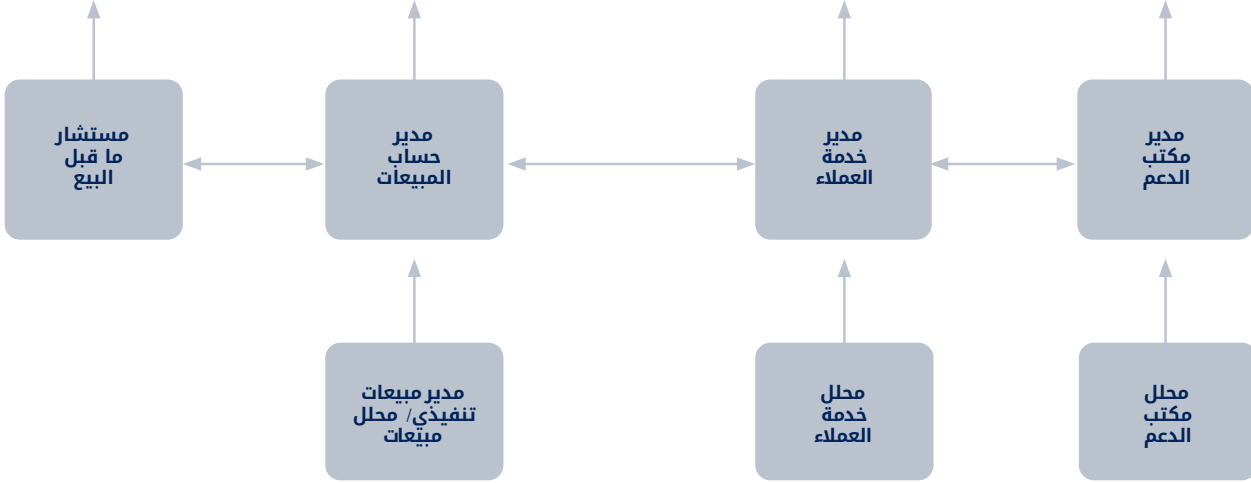 مدير
مكتب
الدعم
مدير
خدمة
العملاء
مدير
حساب
المبيعات
مستشار
ما قبل
البيع
محلل
مكتب
الدعم
محلل
خدمة
العملاء
مدير مبيعات
تنفيذي/ محلل
مبيعات